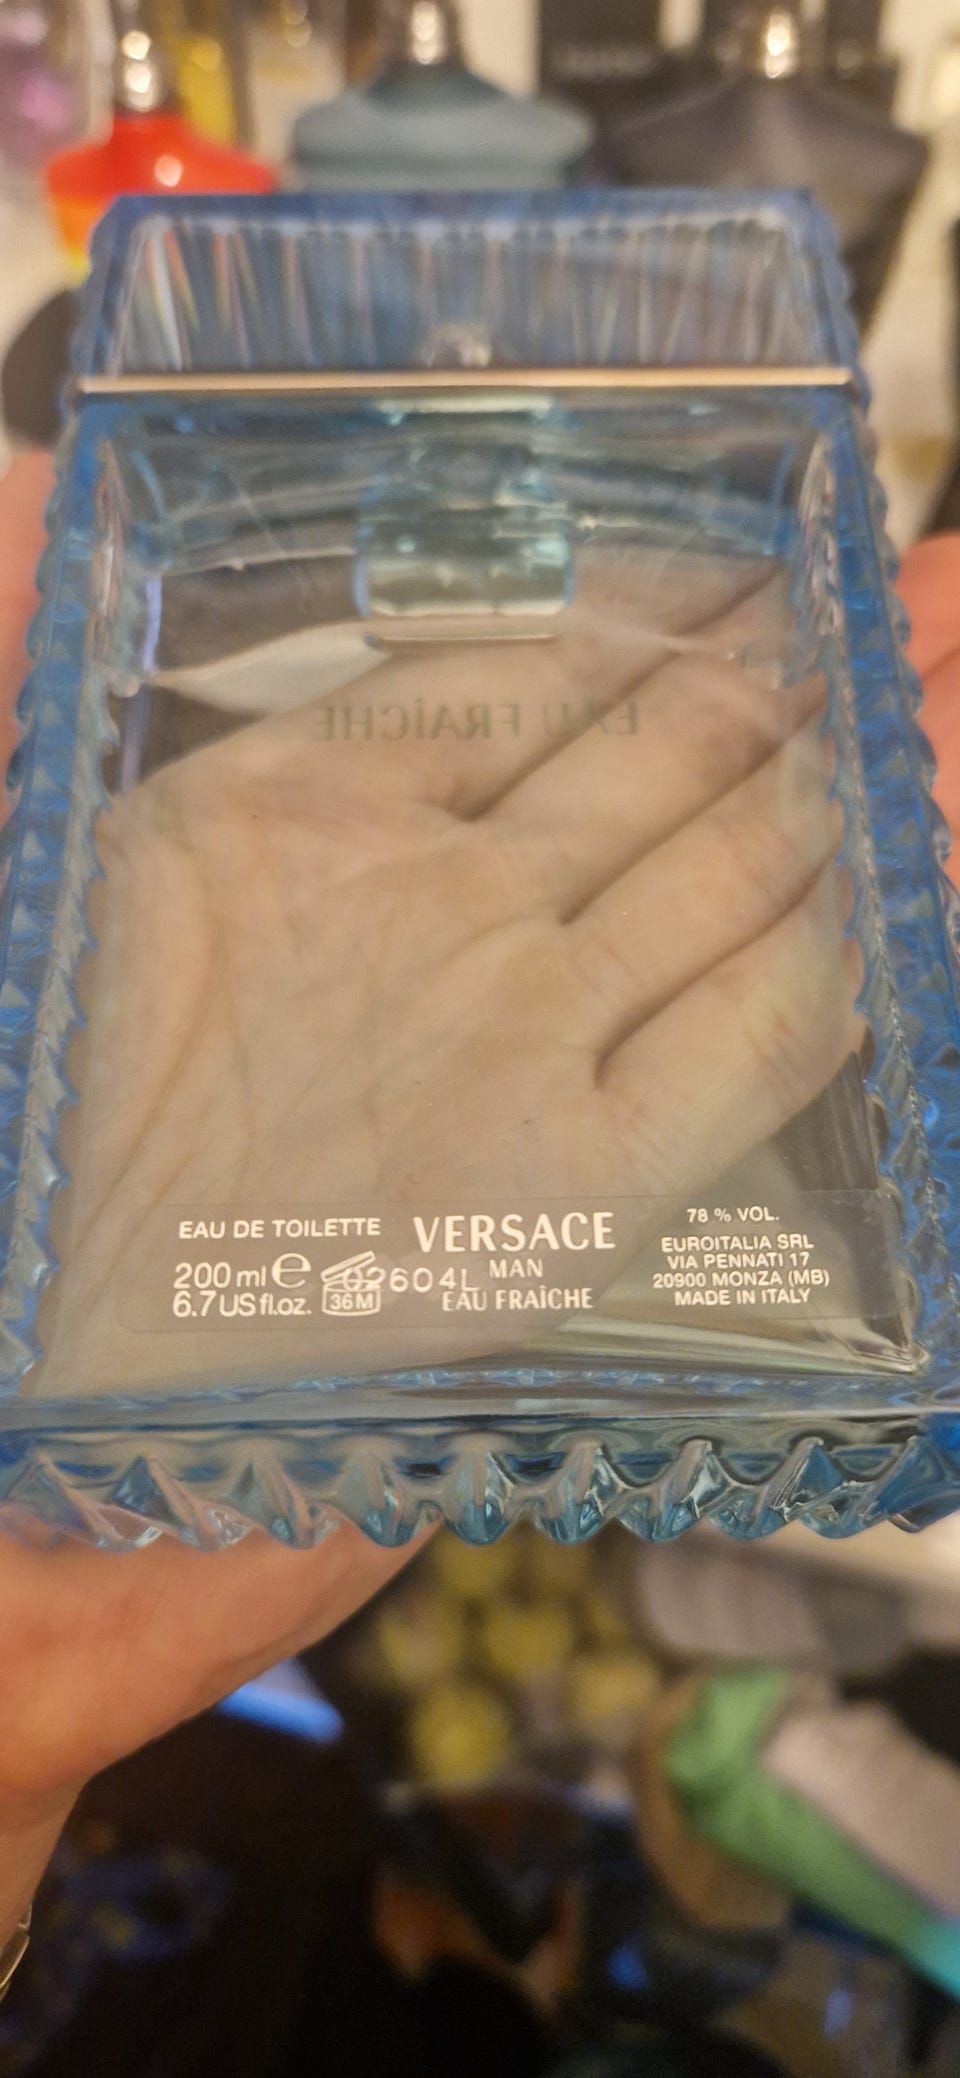 EAU FRAÎCHE
EAU DE TOILETTE
200 ml e
6.7 US fl.oz.
36M
02604L
VERSACE
MAN
EAU FRAÎCHE
78 % VOL.
EUROITALIA SRL
VIA PENNATI 17
20900 MONZA (MB)
MADE IN ITALY